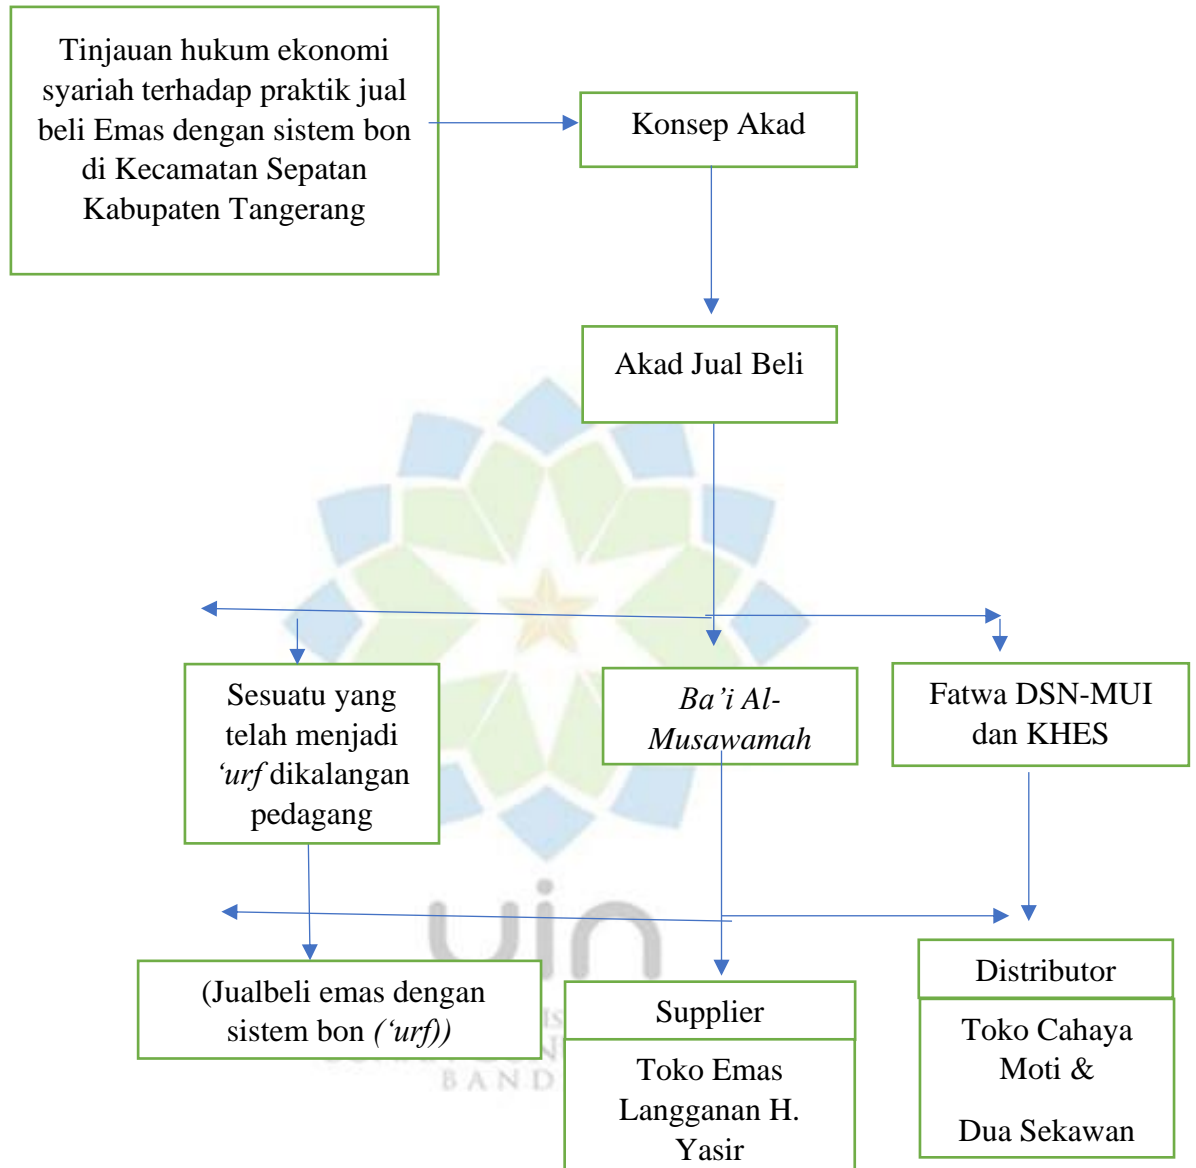 Tinjauan hukum ekonomi
syariah terhadap praktik jual
beli Emas dengan sistem bon
di Kecamatan Sepatan
Kabupaten Tangerang
Konsep Akad
Akad Jual Beli
Sesuatu yang
telah menjadi
‘urf dikalangan
pedagang
Ba’i Al-
Musawamah
Fatwa DSN-MUI
dan KHES
uin
(Jualbeli emas dengan
sistem bon (‘urf))
Supplier
Toko Emas
Langganan H.
Yasir
Distributor
Toko Cahaya
Moti &
Dua Sekawan